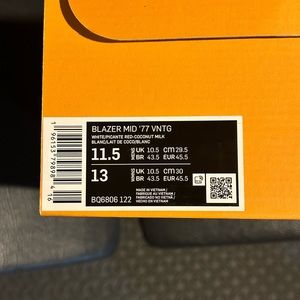 BLAZER MID '77 VNTG
WHITE/PICANTE RED-COCONUT MILK
BLANC/LAIT DE COCO/BLANC
11.5 UK 10.5 CM 29.5
BR 43.5 EUR 45.5
13 UK 10.5 CM 30
BR 43.5 EUR 45.5
BQ6806 122
MADE IN VIETNAM /
FABRIQUÉ AU VIETNAM /
HECHO EN VIETNAM